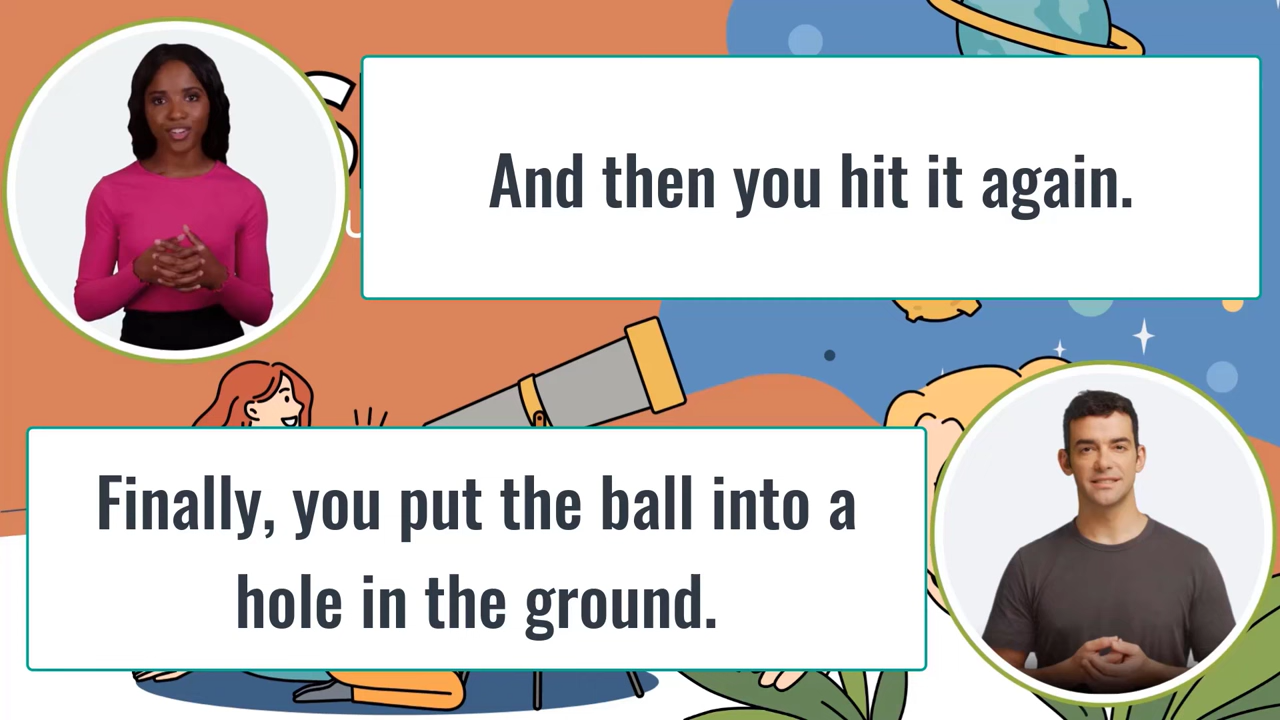 And then you hit it again.
Finally, you put the ball into a
hole in the ground.